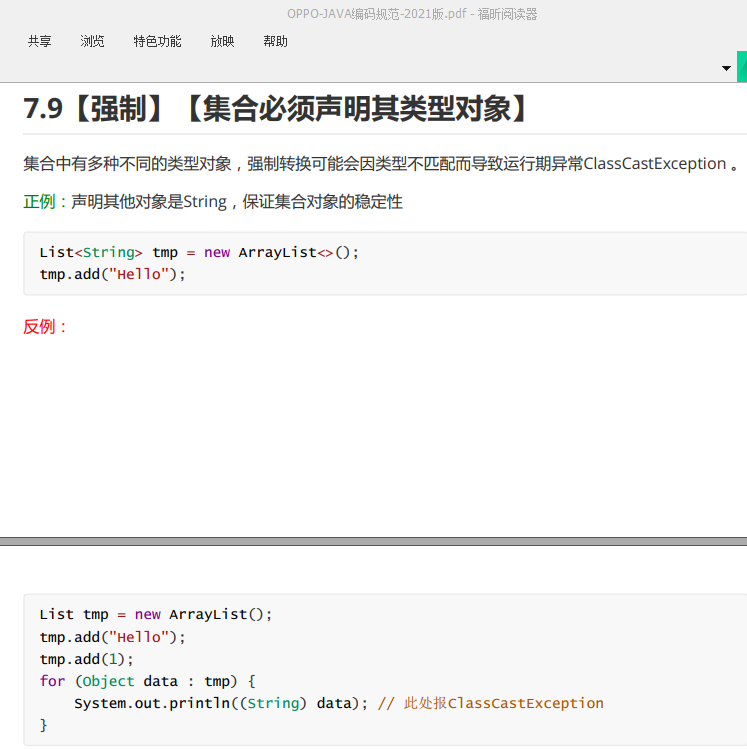 OPPO-JAVA编码规范-2021版.pdf - 福昕阅读器
共享 浏览 特色功能 放映 帮助
7.9【强制】【集合必须声明其类型对象】
集合中有多种不同的类型对象，强制转换可能会因类型不匹配而导致运行期异常ClassCastException 。
正例：声明其他对象是String，保证集合对象的稳定性
List<String> tmp = new ArrayList<>();
tmp.add("Hello");
反例：
List tmp = new ArrayList();
tmp.add("Hello");
tmp.add(1);
for (Object data : tmp) {
    System.out.println((String) data); // 此处报ClassCastException
}